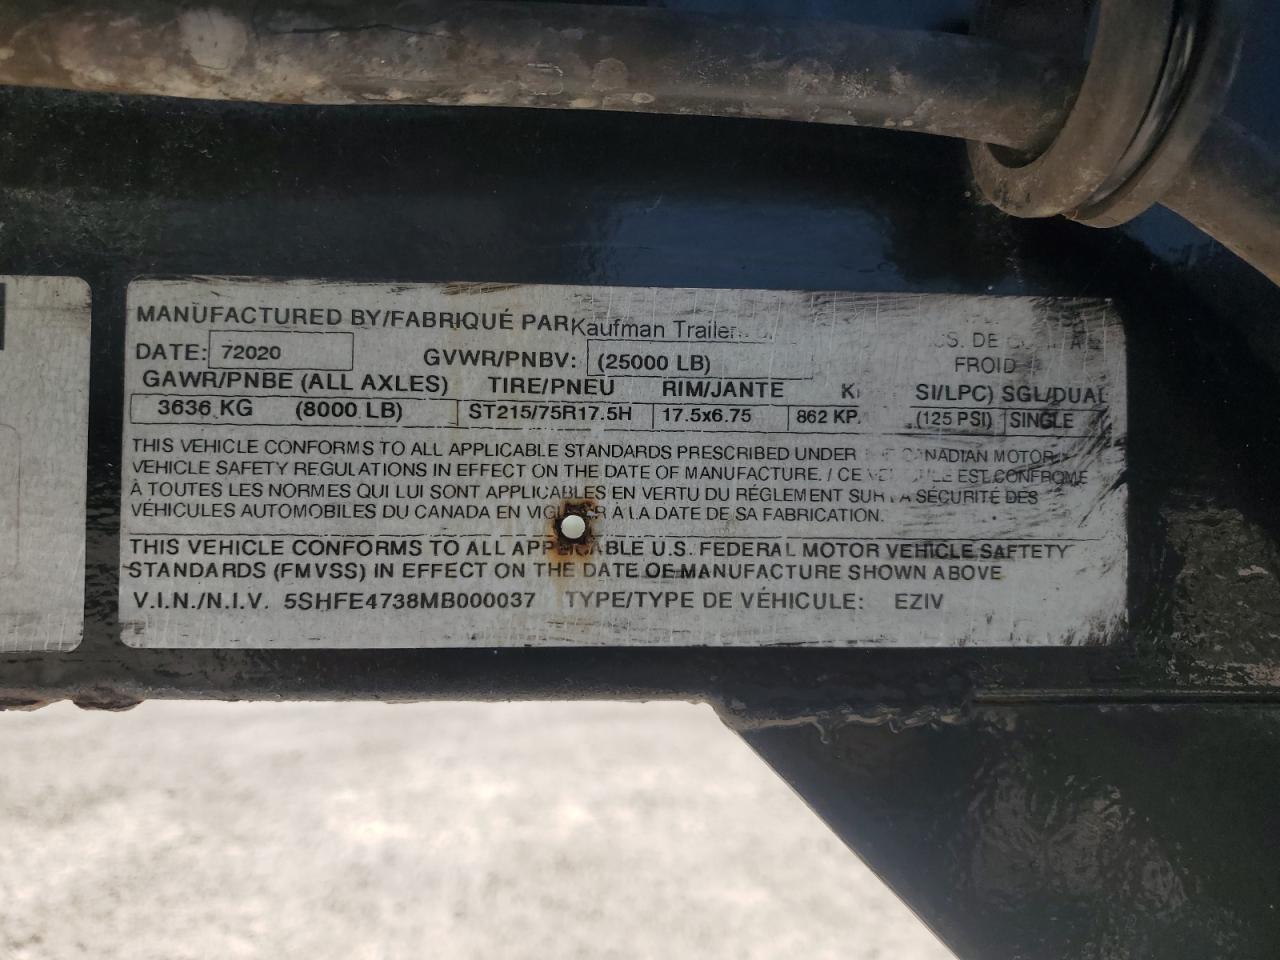 MANUFACTURED BY/FABRIQUÉ PAR Kaufman Trailer
DATE: 72020 GVWR/PNBV: (25000 LB) FROID
GAWR/PNBE (ALL AXLES) TIRE/PNEU RIM/JANTE SI/LPC) SGL/DUAL
3636 KG (8000 LB) ST215/75R17.5H 17.5x6.75 862 KP. (125 PSI) SINGLE
THIS VEHICLE CONFORMS TO ALL APPLICABLE STANDARDS PRESCRIBED UNDER CANADIAN MOTOR
VEHICLE SAFETY REGULATIONS IN EFFECT ON THE DATE OF MANUFACTURE. / CE EST CONFROME
À TOUTES LES NORMES QUI LUI SONT APPLICABLES EN VERTU DU RÉGLEMENT SUR LA SÉCURITÉ DES
VÉHICULES AUTOMOBILES DU CANADA EN VIGUEUR À LA DATE DE SA FABRICATION.
THIS VEHICLE CONFORMS TO ALL APPLICABLE U.S. FEDERAL MOTOR VEHICLE SAFTETY
STANDARDS (FMVSS) IN EFFECT ON THE DATE OF MANUFACTURE SHOWN ABOVE
V.I.N./N.I.V. 5SHFE4738MB000037 TYPE/TYPE DE VÉHICULE: EZIV